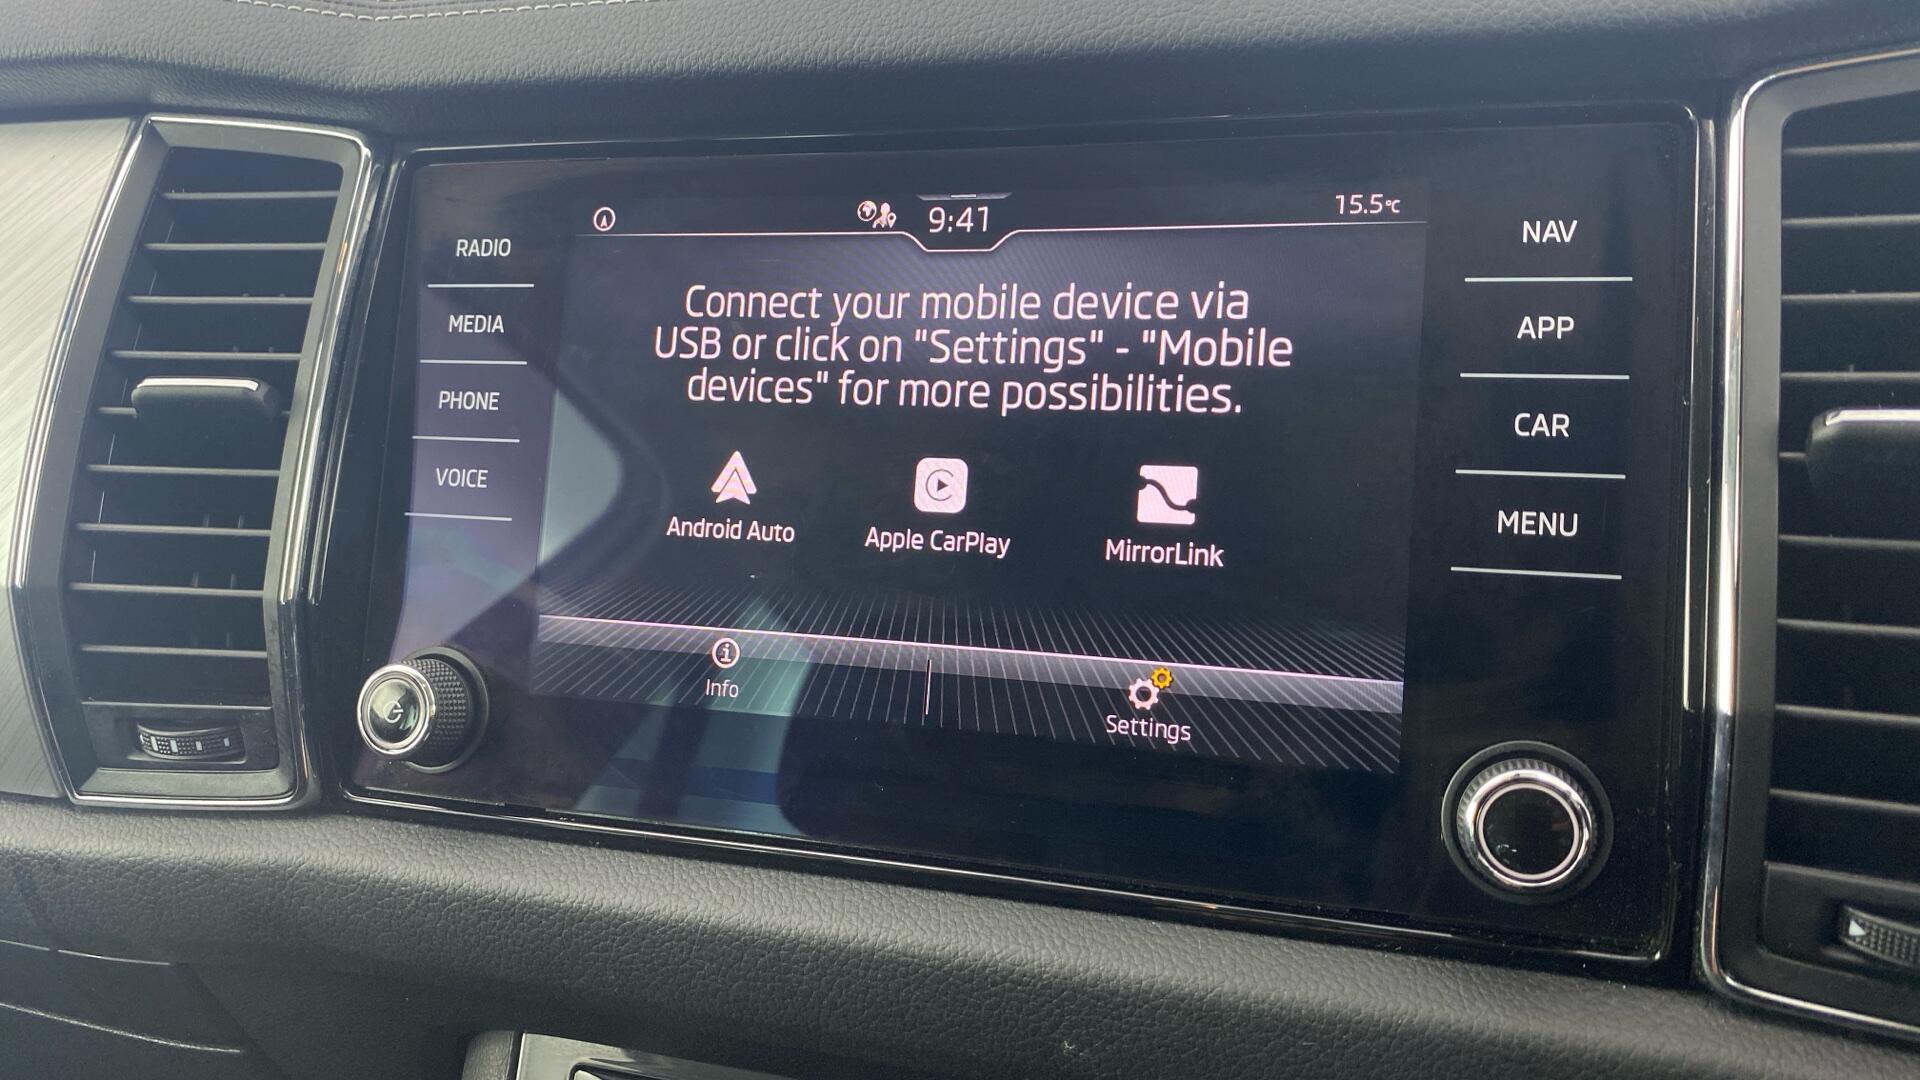 9:41
15.5°C
RADIO
MEDIA
PHONE
VOICE
Connect your mobile device via
USB or click on "Settings" - "Mobile
devices" for more possibilities.
Android Auto
Apple CarPlay
MirrorLink
Info
Settings
NAV
APP
CAR
MENU